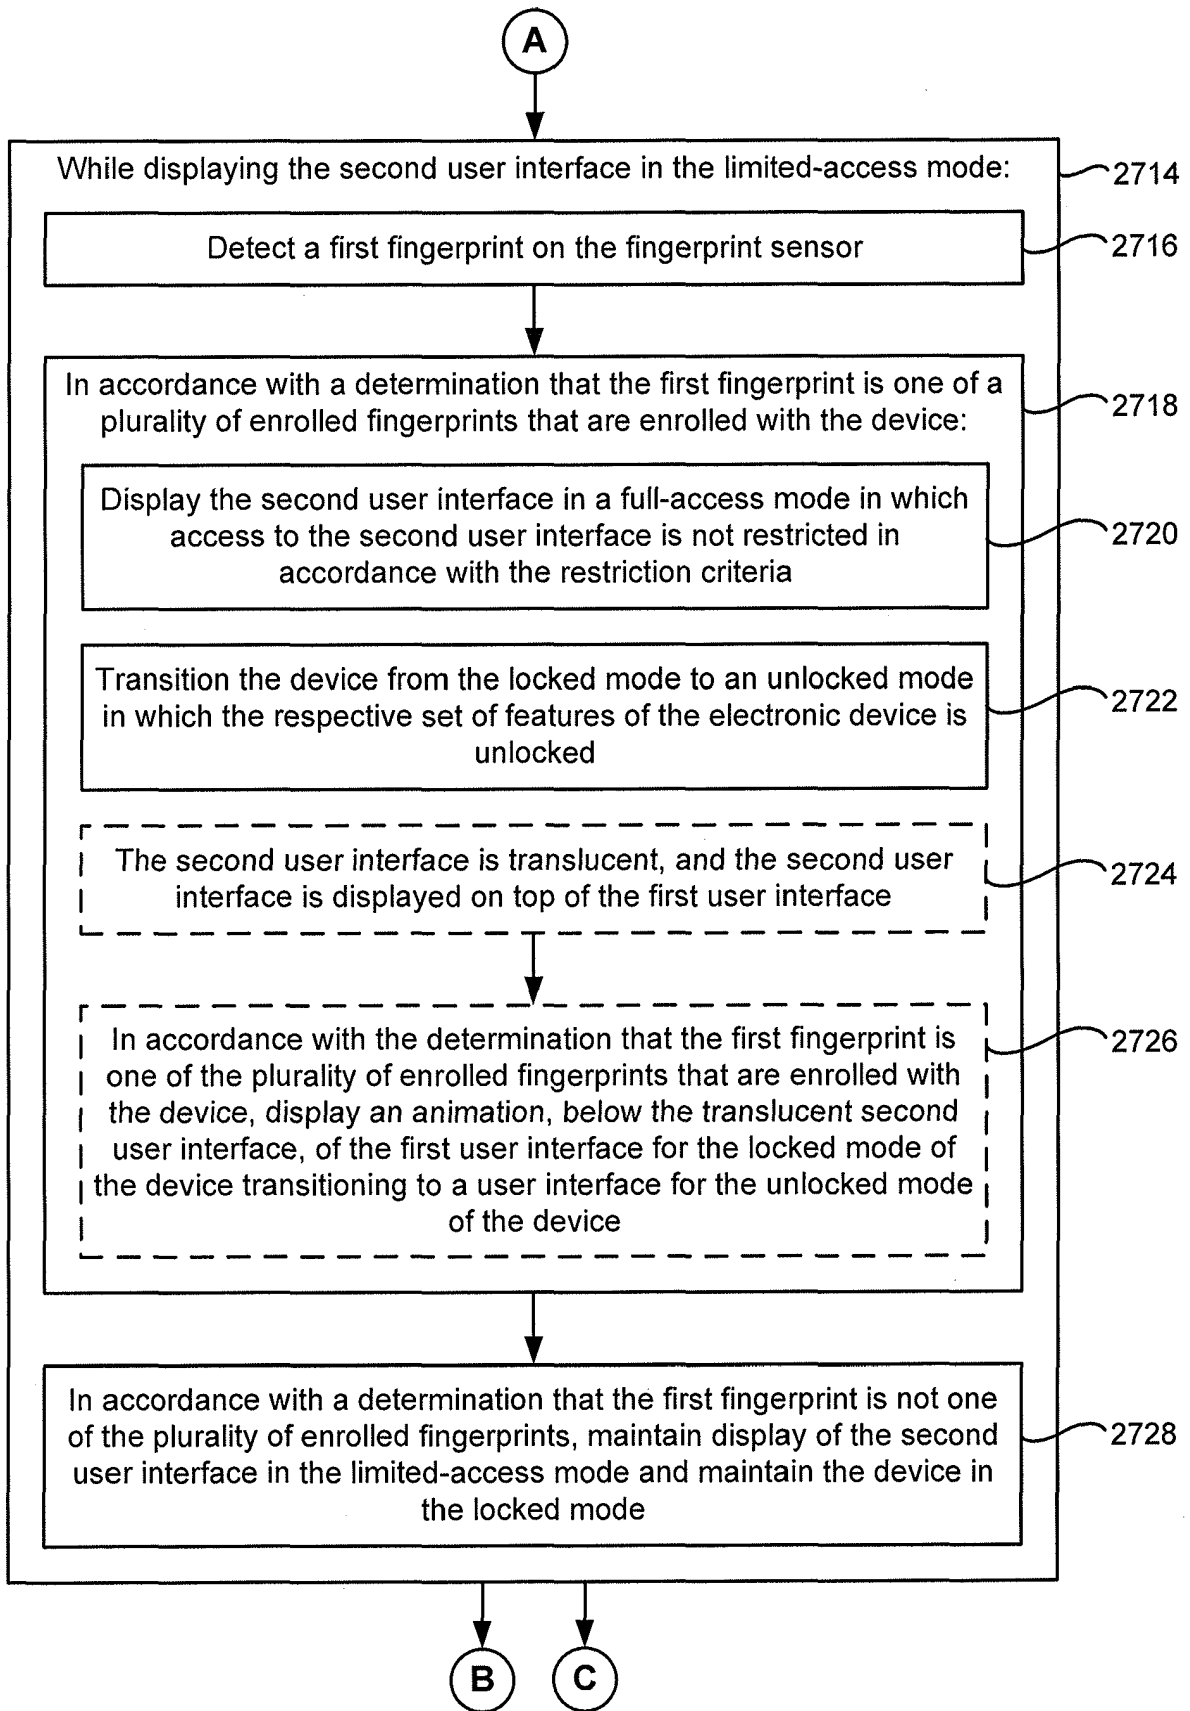 A
While displaying the second user interface in the limited-access mode:
2714
Detect a first fingerprint on the fingerprint sensor
2716
In accordance with a determination that the first fingerprint is one of a
plurality of enrolled fingerprints that are enrolled with the device:
2718
Display the second user interface in a full-access mode in which
access to the second user interface is not restricted in
accordance with the restriction criteria
2720
Transition the device from the locked mode to an unlocked mode
in which the respective set of features of the electronic device is
unlocked
2722
The second user interface is translucent, and the second user
interface is displayed on top of the first user interface
2724
In accordance with the determination that the first fingerprint is
one of the plurality of enrolled fingerprints that are enrolled with
the device, display an animation, below the translucent second
user interface, of the first user interface for the locked mode of
the device transitioning to a user interface for the unlocked mode
of the device
2726
In accordance with a determination that the first fingerprint is not one
of the plurality of enrolled fingerprints, maintain display of the second
user interface in the limited-access mode and maintain the device in
the locked mode
2728
B
C